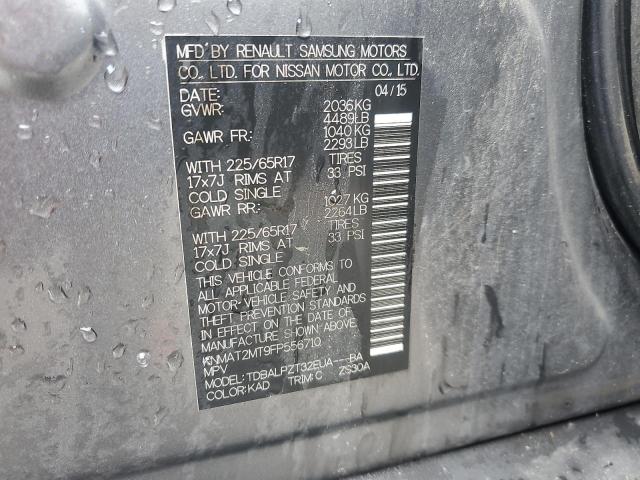 MFD' BY RENAULT SAMSUNG MOTORS
CO., LTD. FOR NISSAN MOTOR CO., LTD.
DATE: 04/15
GVWR: 2036KG
4489LB
GAWR FR: 1040KG
2293LB
WITH 225/65R17 TIRES
17x7J RIMS AT 33 PSI
COLD SINGLE
GAWR RR: 1027 KG
2264LB
WITH 225/65R17 TIRES
17x7J RIMS AT 33 PSI
COLD SINGLE
THIS VEHICLE CONFORMS TO
ALL APPLICABLE FEDERAL
MOTOR-VEHICLE SAFETY AND
THEFT PREVENTION STANDARDS
IN EFFECT ON THE DATE OF
MANUFACTURE SHOWN ABOVE.
KNMAT2MT9FP556710
MPV
TYPE: TDBALPZT32EUA---BA
COLOR: KAD TRIM: C ZS30A